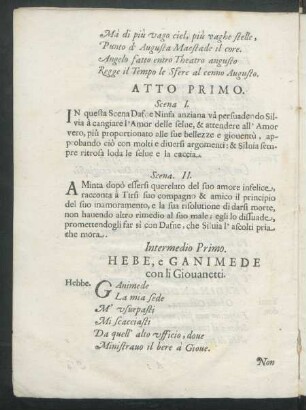 Ma di più vago ciel, più vaghe stelle,
Punto d' Augusta Maestade il core.
Angelo fatto entro Theatro angusto
Regge il Tempo le Sfere al cenno Augusto.
ATTO PRIMO.
Scena I.
IN questa Scena Dafne Ninfa anziana và persuadendo Sil-
via à cangiare l'Amor delle selue, & attendere all' Amor
vero, più proportionato alle sue bellezze e giouentù, ap-
probando ciò con molti e diuersi argomenti; & Siluia sem-
pre ritrosa loda le selue e la caccia.
Scena. II.
AMinta dopò essersi querelato del suo amore infelice,
racconta à Tirsi suo compagno & amico il principio
del suo inamoramento, e la sua risolutione di darsi morte,
non hauendo altro rimedio al suo male; egli lo dissuade,
promettendogli far sì con Dafne, che Siluia l' ascolti pria
che mora.
Intermedio Primo.
HEBE, e GANIMEDE
con li Giouanetti.
Hebbe. GAnimede
La mia sede
M' vsurpasti
Mi scacciasti
Da quell' alto vfficio, doue
Ministrauo il bere à Gioue.
Non